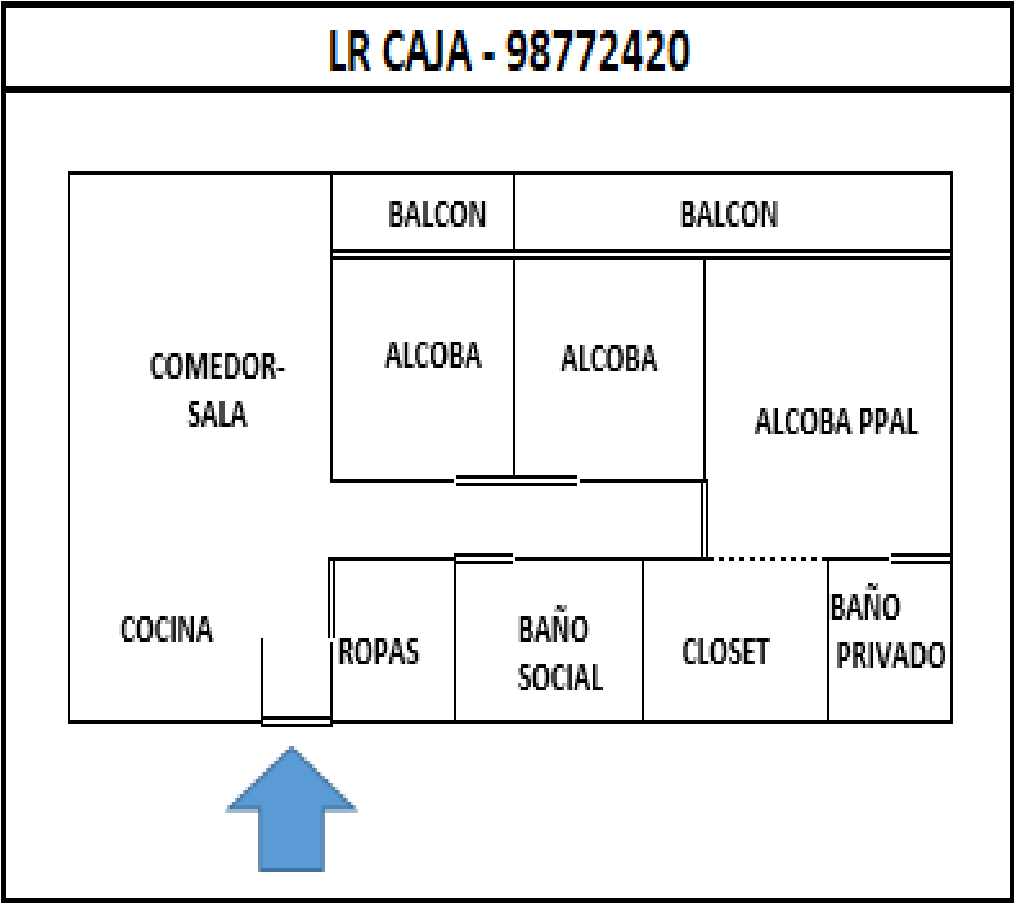 LR CAJA - 98772420
BALCON
BALCON
COMEDOR-
SALA
ALCOBA
ALCOBA
ALCOBA PPAL
COCINA
ROPAS
BAÑO
SOCIAL
CLOSET
BAÑO
PRIVADO